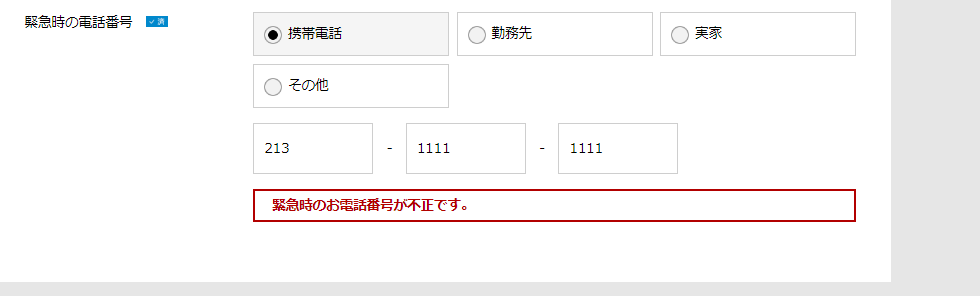 緊急時の電話番号 済
携帯電話 勤務先 実家
その他
213 - 1111 - 1111
緊急時のお電話番号が不正です。